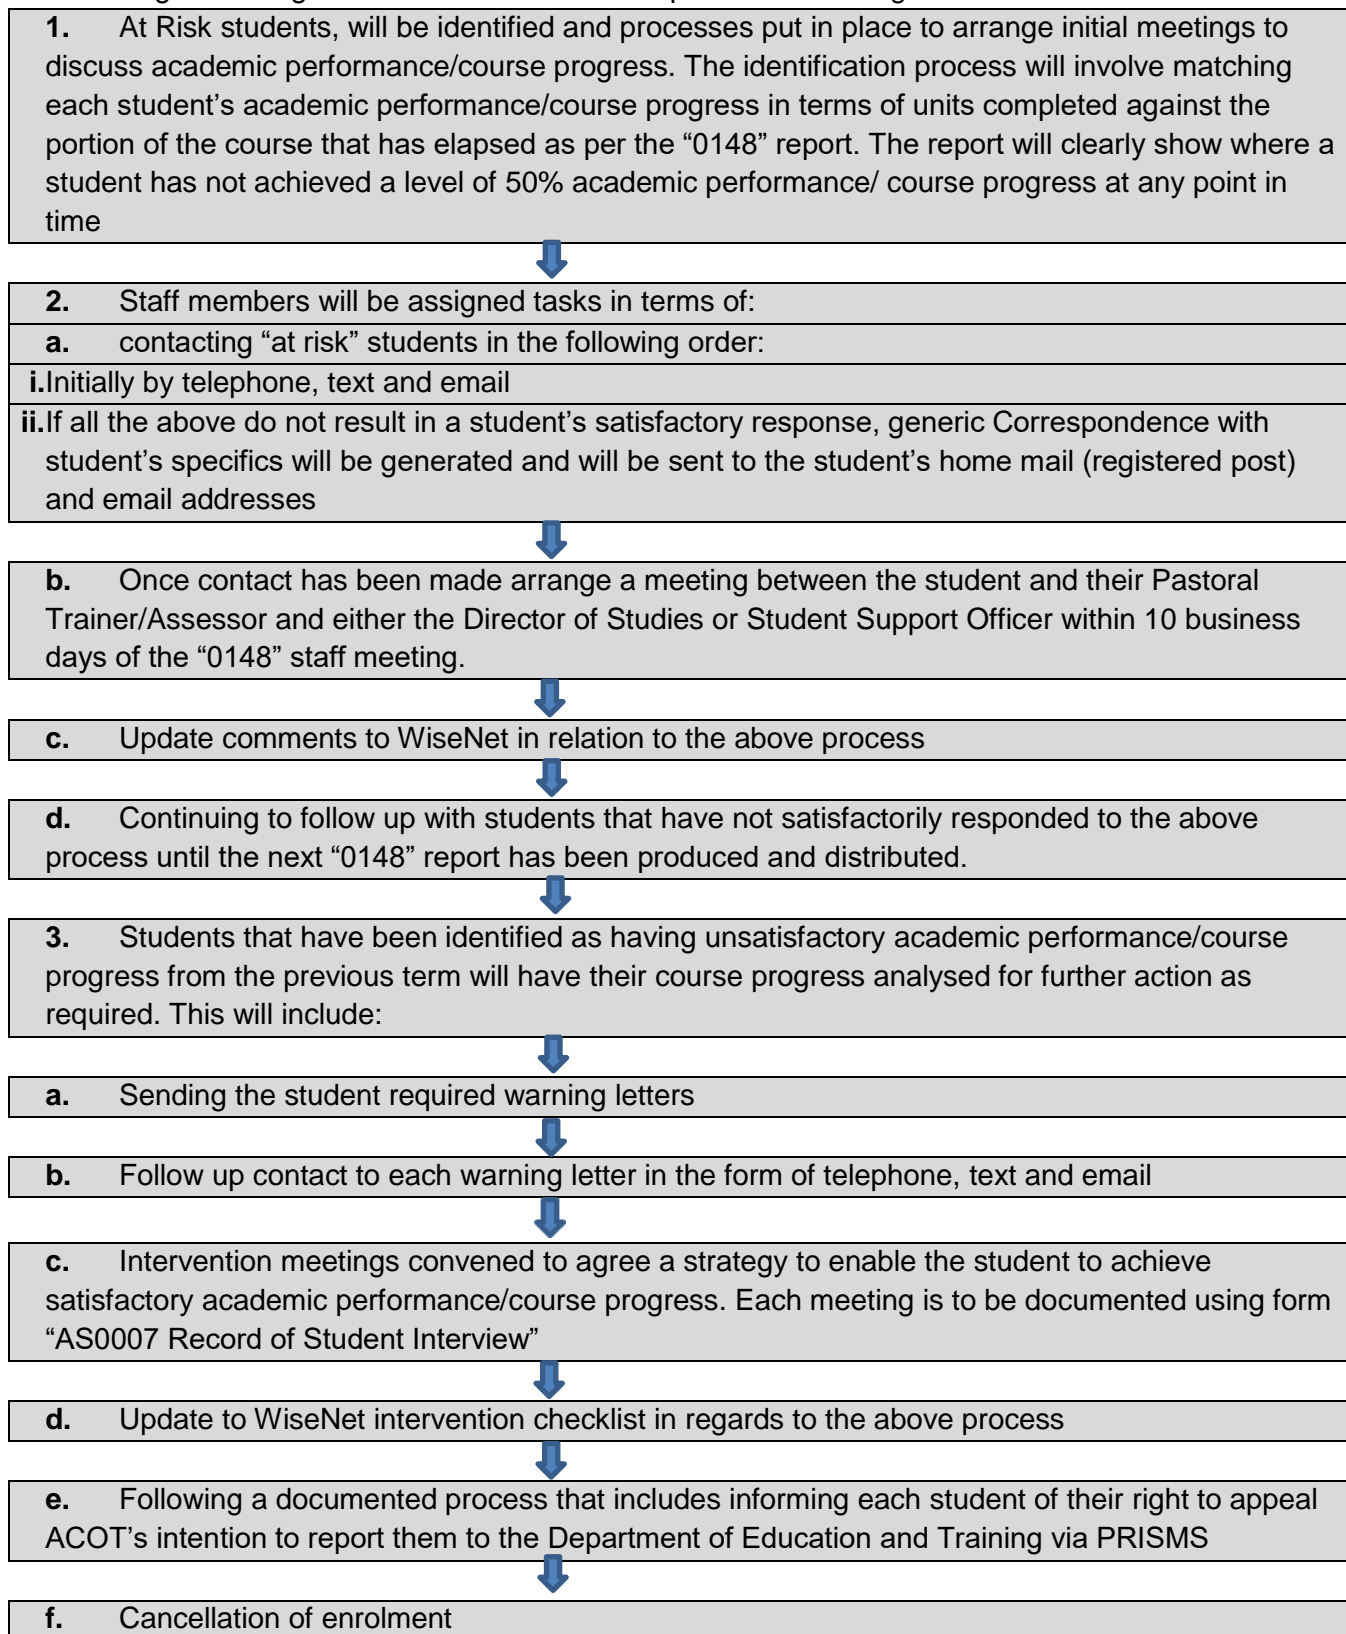 1. At Risk students, will be identified and processes put in place to arrange initial meetings to
discuss academic performance/course progress. The identification process will involve matching
each student’s academic performance/course progress in terms of units completed against the
portion of the course that has elapsed as per the “0148” report. The report will clearly show where a
student has not achieved a level of 50% academic performance/ course progress at any point in
time
2. Staff members will be assigned tasks in terms of:
a. contacting “at risk” students in the following order:
i.Initially by telephone, text and email
ii.If all the above do not result in a student’s satisfactory response, generic Correspondence with
student’s specifics will be generated and will be sent to the student’s home mail (registered post)
and email addresses
b. Once contact has been made arrange a meeting between the student and their Pastoral
Trainer/Assessor and either the Director of Studies or Student Support Officer within 10 business
days of the “0148” staff meeting.
c. Update comments to WiseNet in relation to the above process
d. Continuing to follow up with students that have not satisfactorily responded to the above
process until the next “0148” report has been produced and distributed.
3. Students that have been identified as having unsatisfactory academic performance/course
progress from the previous term will have their course progress analysed for further action as
required. This will include:
a. Sending the student required warning letters
b. Follow up contact to each warning letter in the form of telephone, text and email
c. Intervention meetings convened to agree a strategy to enable the student to achieve
satisfactory academic performance/course progress. Each meeting is to be documented using form
“AS0007 Record of Student Interview”
d. Update to WiseNet intervention checklist in regards to the above process
e. Following a documented process that includes informing each student of their right to appeal
ACOT’s intention to report them to the Department of Education and Training via PRISMS
f. Cancellation of enrolment